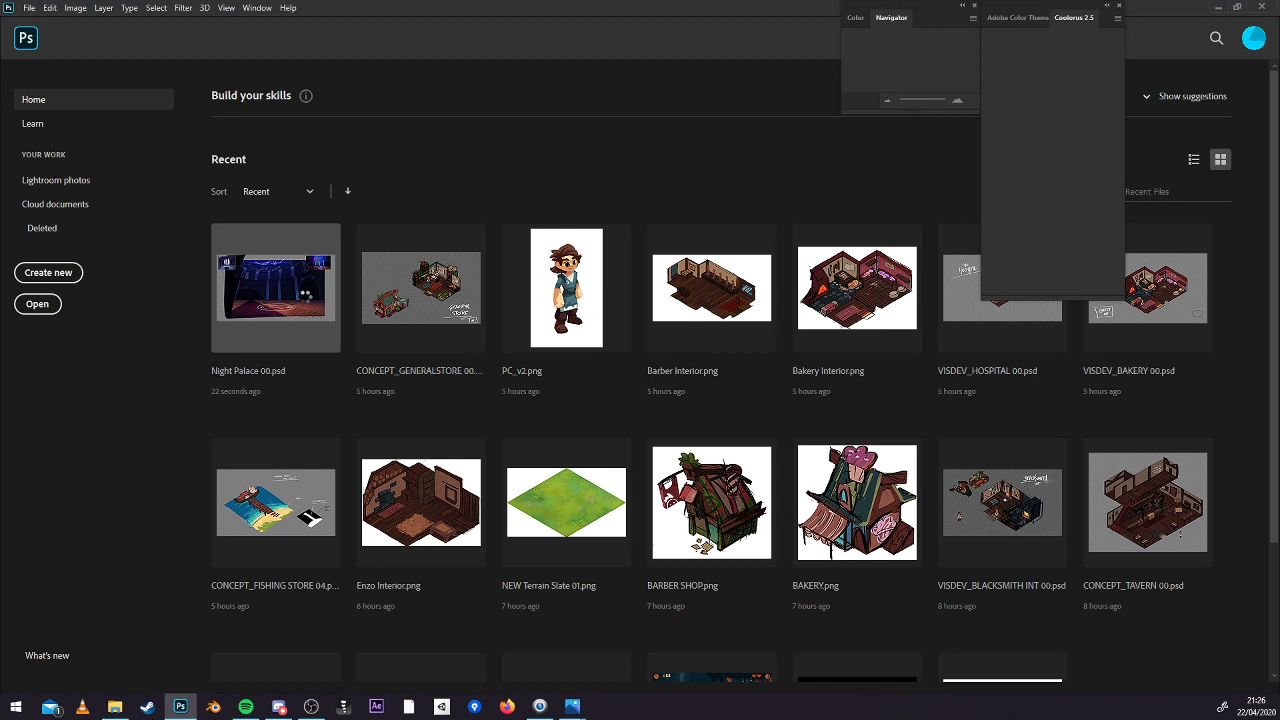 Ps File Edit Image Layer Type Select Filter 3D View Window Help
Color Navigator
Adobe Color Theme Coolorus 2.5
Ps
Home
Learn
YOUR WORK
Lightroom photos
Cloud documents
Deleted
Create new
Open
What's new
Build your skills
Show suggestions
Recent
Sort Recent
Recent Files
Night Palace 00.psd
22 seconds ago
CONCEPT_GENERALSTORE 00....
5 hours ago
PC_v2.png
5 hours ago
Barber Interior.png
5 hours ago
Bakery Interior.png
5 hours ago
VISDEV_HOSPITAL 00.psd
5 hours ago
VISDEV_BAKERY 00.psd
5 hours ago
CONCEPT_FISHING STORE 04.p...
5 hours ago
Enzo Interior.png
6 hours ago
NEW Terrain Slate 01.png
7 hours ago
BARBER SHOP.png
7 hours ago
BAKERY.png
7 hours ago
VISDEV_BLACKSMITH INT 00.psd
8 hours ago
CONCEPT_TAVERN 00.psd
8 hours ago
Ps
Ae
21:26
22/04/2020